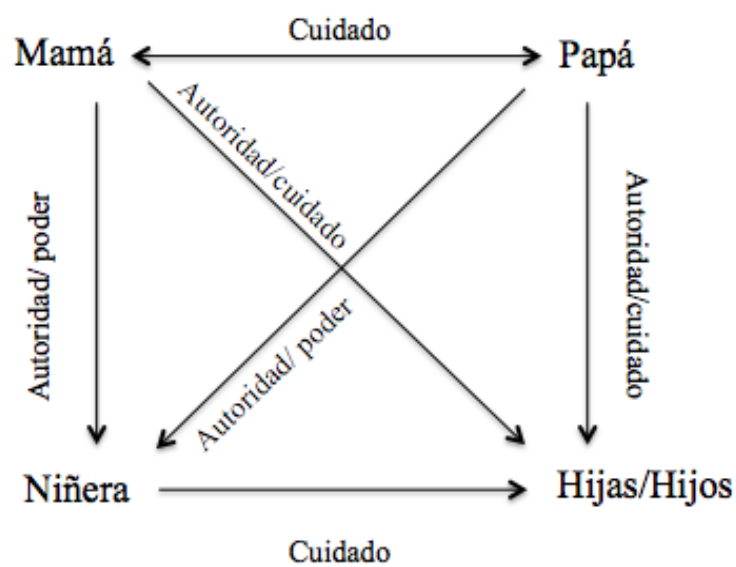 Cuidado
Mamá
Papá
Autoridad/cuidado
Autoridad/ poder
Autoridad/cuidado
Autoridad/ poder
Niñera
Hijas/Hijos
Cuidado